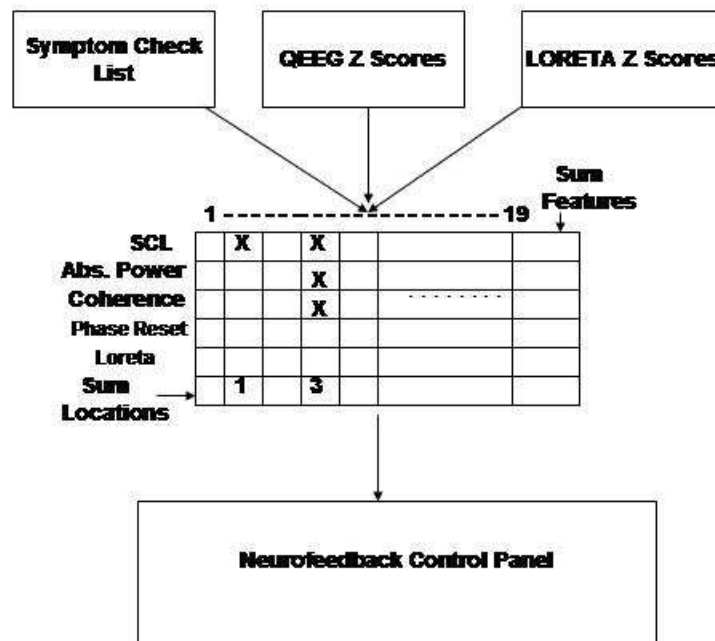 Symptom Check
List
QEEG Z Scores
LORETA Z Scores
Sum
Features
1 ---------------------------- 19
SCL X X
Abs. Power X
Coherence X ........
Phase Reset
Loreta
Sum 1 3
Locations
Neurofeedback Control Panel